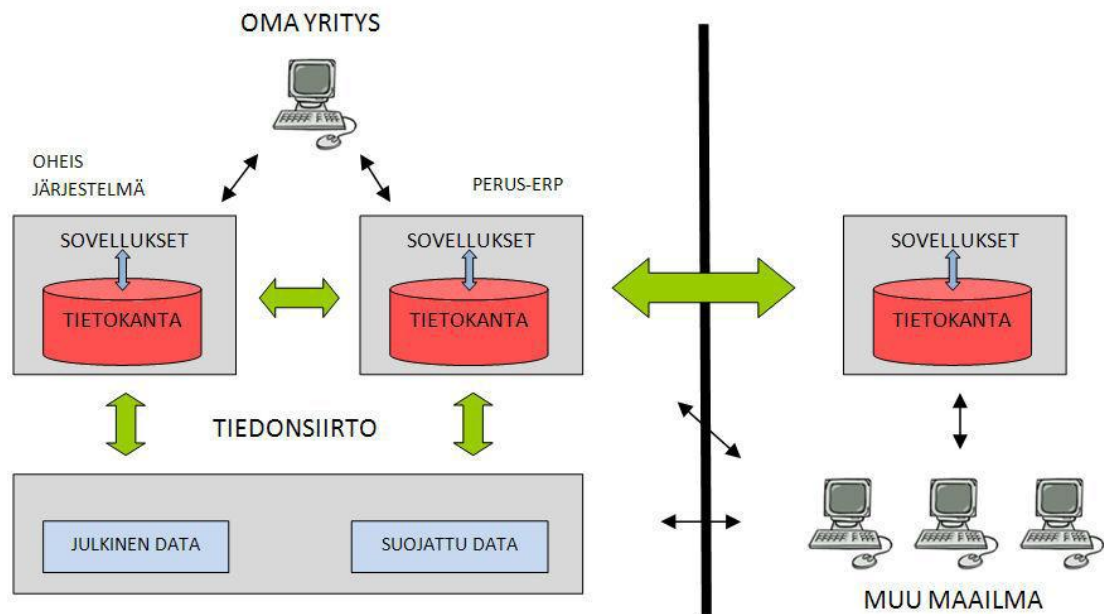 OMA YRITYS
OHEIS
JÄRJESTELMÄ
PERUS-ERP
SOVELLUKSET
TIETOKANTA
SOVELLUKSET
TIETOKANTA
SOVELLUKSET
TIETOKANTA
TIEDONSIIRTO
JULKINEN DATA
SUOJATTU DATA
MUU MAAILMA